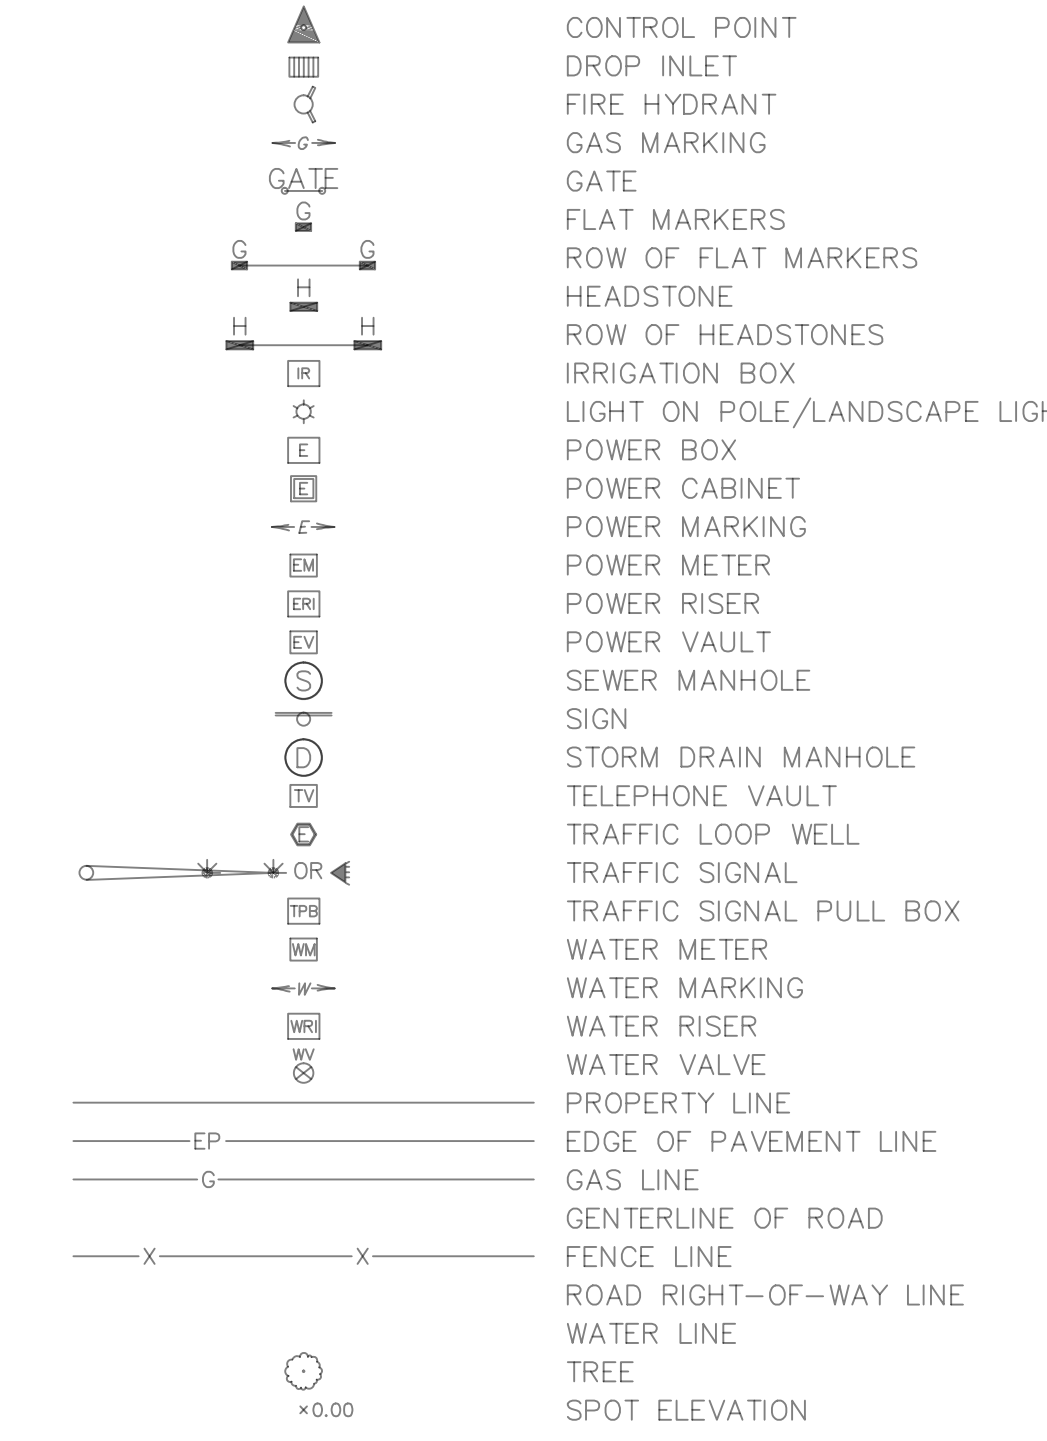 CONTROL POINT
DROP INLET
FIRE HYDRANT
G GAS MARKING
GATE GATE
G FLAT MARKERS
G G ROW OF FLAT MARKERS
H HEADSTONE
H H ROW OF HEADSTONES
IR IRRIGATION BOX
LIGHT ON POLE/LANDSCAPE LIGH
E POWER BOX
E POWER CABINET
E POWER MARKING
EM POWER METER
ERI POWER RISER
EV POWER VAULT
S SEWER MANHOLE
SIGN
D STORM DRAIN MANHOLE
TV TELEPHONE VAULT
E TRAFFIC LOOP WELL
OR TRAFFIC SIGNAL
TPB TRAFFIC SIGNAL PULL BOX
WM WATER METER
W WATER MARKING
WRI WATER RISER
WV WATER VALVE
PROPERTY LINE
EP EDGE OF PAVEMENT LINE
G GAS LINE
GENTERLINE OF ROAD
X X FENCE LINE
ROAD RIGHT-OF-WAY LINE
WATER LINE
TREE
×0.00 SPOT ELEVATION